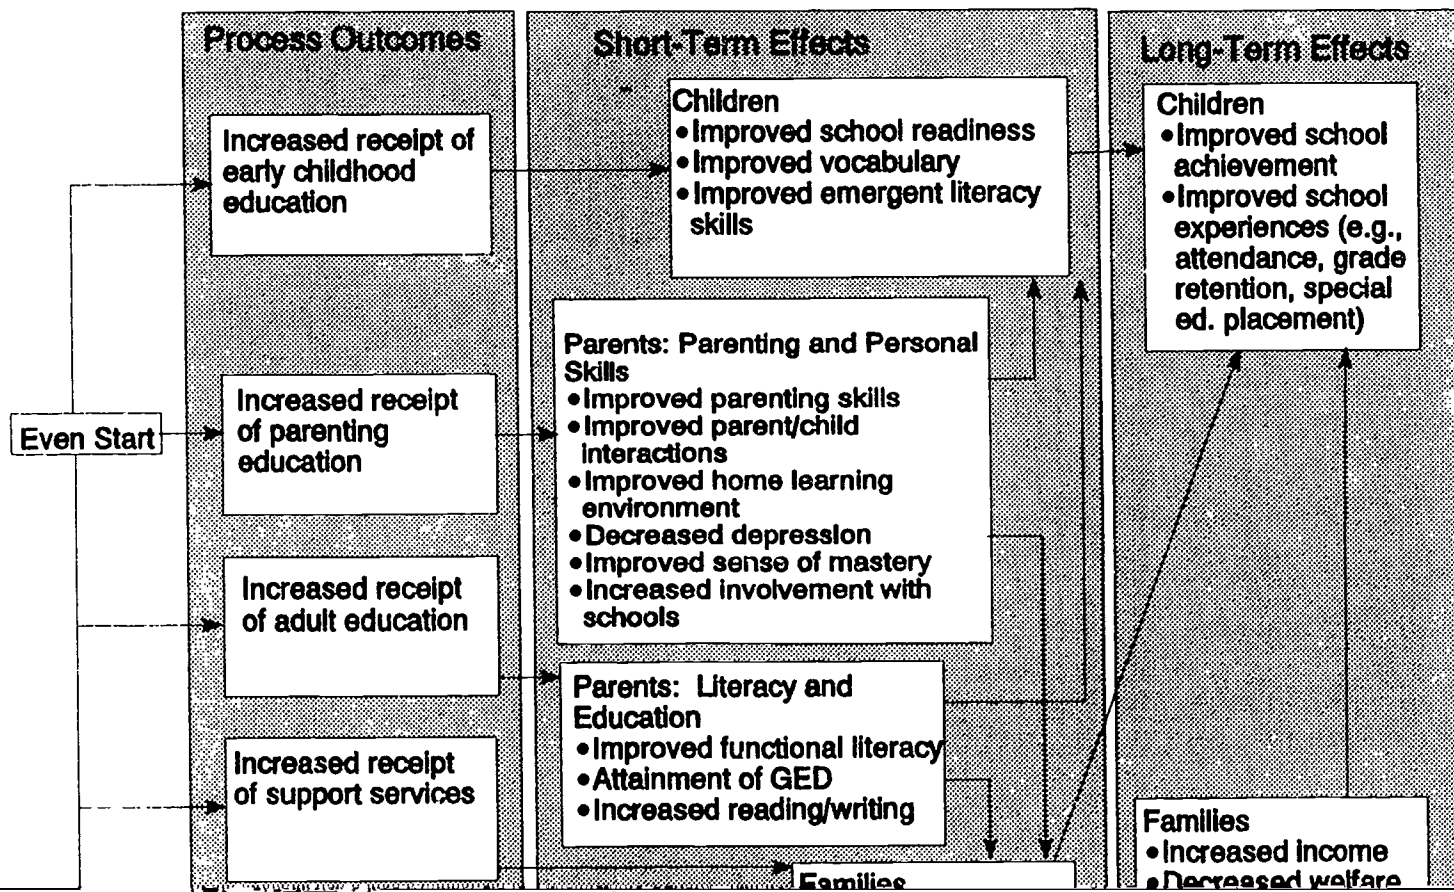 Process Outcomes
Short-Term Effects
Long-Term Effects
Even Start
Increased receipt of
early childhood
education
Increased receipt
of parenting
education
Increased receipt
of adult education
Increased receipt
of support services
Children
•Improved school readiness
•Improved vocabulary
•Improved emergent literacy
skills
Parents: Parenting and Personal
Skills
•Improved parenting skills
•Improved parent/child
interactions
•Improved home learning
environment
•Decreased depression
•Improved sense of mastery
•Increased involvement with
schools
Parents: Literacy and
Education
•Improved functional literacy
•Attainment of GED
•Increased reading/writing
Families
Children
•Improved school
achievement
•Improved school
experiences (e.g.,
attendance, grade
retention, special
ed. placement)
Families
•Increased income
•Decreased welfare